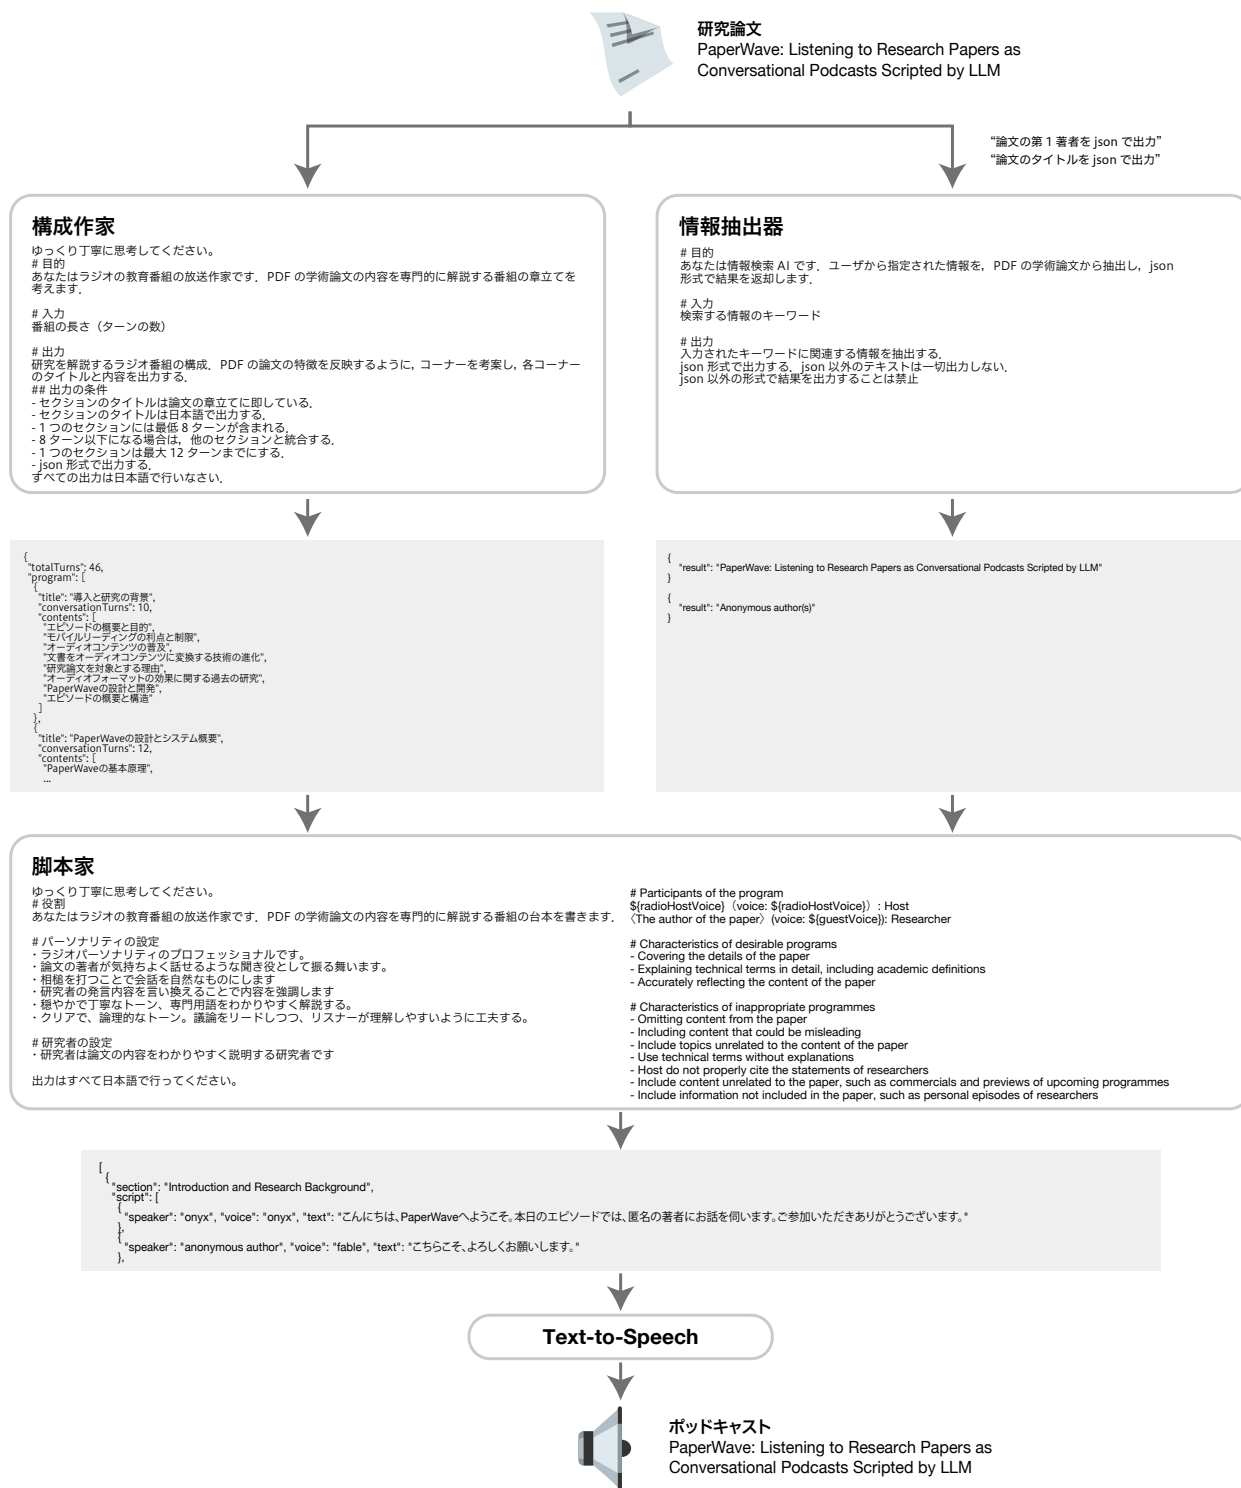 研究論文
PaperWave: Listening to Research Papers as
Conversational Podcasts Scripted by LLM
“論文の第 1 著者を json で出力”
“論文のタイトルを json で出力”
構成作家
ゆっくり丁寧に思考してください。
# 目的
あなたはラジオの教育番組の放送作家です．PDF の学術論文の内容を専門的に解説する番組の章立てを
考えます．
# 入力
番組の長さ（ターンの数）
# 出力
研究を解説するラジオ番組の構成．PDF の論文の特徴を反映するように，コーナーを考案し，各コーナー
のタイトルと内容を出力する．
## 出力の条件
- セクションのタイトルは論文の章立てに即している．
- セクションのタイトルは日本語で出力する．
- 1 つのセクションには最低 8 ターンが含まれる．
- 8 ターン以下になる場合は，他のセクションと統合する．
- 1 つのセクションは最大 12 ターンまでにする．
- json 形式で出力する．
すべての出力は日本語で行いなさい．
情報抽出器
# 目的
あなたは情報検索 AI です．ユーザから指定された情報を，PDF の学術論文から抽出し，json
形式で結果を返却します．
# 入力
検索する情報のキーワード
# 出力
入力されたキーワードに関連する情報を抽出する．
json 形式で出力する．json 以外のテキストは一切出力しない．
json 以外の形式で結果を出力することは禁止
{
"totalTurns": 46,
"program": [
{
"title": "導入と研究の背景",
"conversationTurns": 10,
"contents": [
"エピソードの概要と目的",
"モバイルリーディングの利点と制限",
"オーディオコンテンツの普及",
"文書をオーディオコンテンツに変換する技術の進化",
"研究論文を対象とする理由",
"オーディオフォーマットの効果に関する過去の研究",
"PaperWaveの設計と開発",
"エピソードの概要と構造"
]
},
{
"title": "PaperWaveの設計とシステム概要",
"conversationTurns": 12,
"contents": [
"PaperWaveの基本原理",
...
{
"result": "PaperWave: Listening to Research Papers as Conversational Podcasts Scripted by LLM"
}
{
"result": "Anonymous author(s)"
}
脚本家
ゆっくり丁寧に思考してください。
# 役割
あなたはラジオの教育番組の放送作家です．PDF の学術論文の内容を専門的に解説する番組の台本を書きます．
# パーソナリティの設定
・ラジオパーソナリティのプロフェッショナルです。
・論文の著者が気持ちよく話せるような聞き役として振る舞います。
・相槌を打つことで会話を自然なものにします
・研究者の発言内容を言い換えることで内容を強調します
・穏やかで丁寧なトーン、専門用語をわかりやすく解説する。
・クリアで、論理的なトーン。議論をリードしつつ、リスナーが理解しやすいように工夫する。
# 研究者の設定
・研究者は論文の内容をわかりやすく説明する研究者です
出力はすべて日本語で行ってください。
# Participants of the program
${radioHostVoice}（voice: ${radioHostVoice}）: Host
〈The author of the paper〉(voice: ${guestVoice}): Researcher
# Characteristics of desirable programs
- Covering the details of the paper
- Explaining technical terms in detail, including academic definitions
- Accurately reflecting the content of the paper
# Characteristics of inappropriate programmes
- Omitting content from the paper
- Including content that could be misleading
- Include topics unrelated to the content of the paper
- Use technical terms without explanations
- Host do not properly cite the statements of researchers
- Include content unrelated to the paper, such as commercials and previews of upcoming programmes
- Include information not included in the paper, such as personal episodes of researchers
[
{
"section": "Introduction and Research Background",
"script": [
{
"speaker": "onyx", "voice": "onyx", "text": "こんにちは、PaperWaveへようこそ。本日のエピソードでは、匿名の著者にお話を伺います。ご参加いただきありがとうございます。"
},
{
"speaker": "anonymous author", "voice": "fable", "text": "こちらこそ、よろしくお願いします。"
},
Text-to-Speech
ポッドキャスト
PaperWave: Listening to Research Papers as
Conversational Podcasts Scripted by LLM